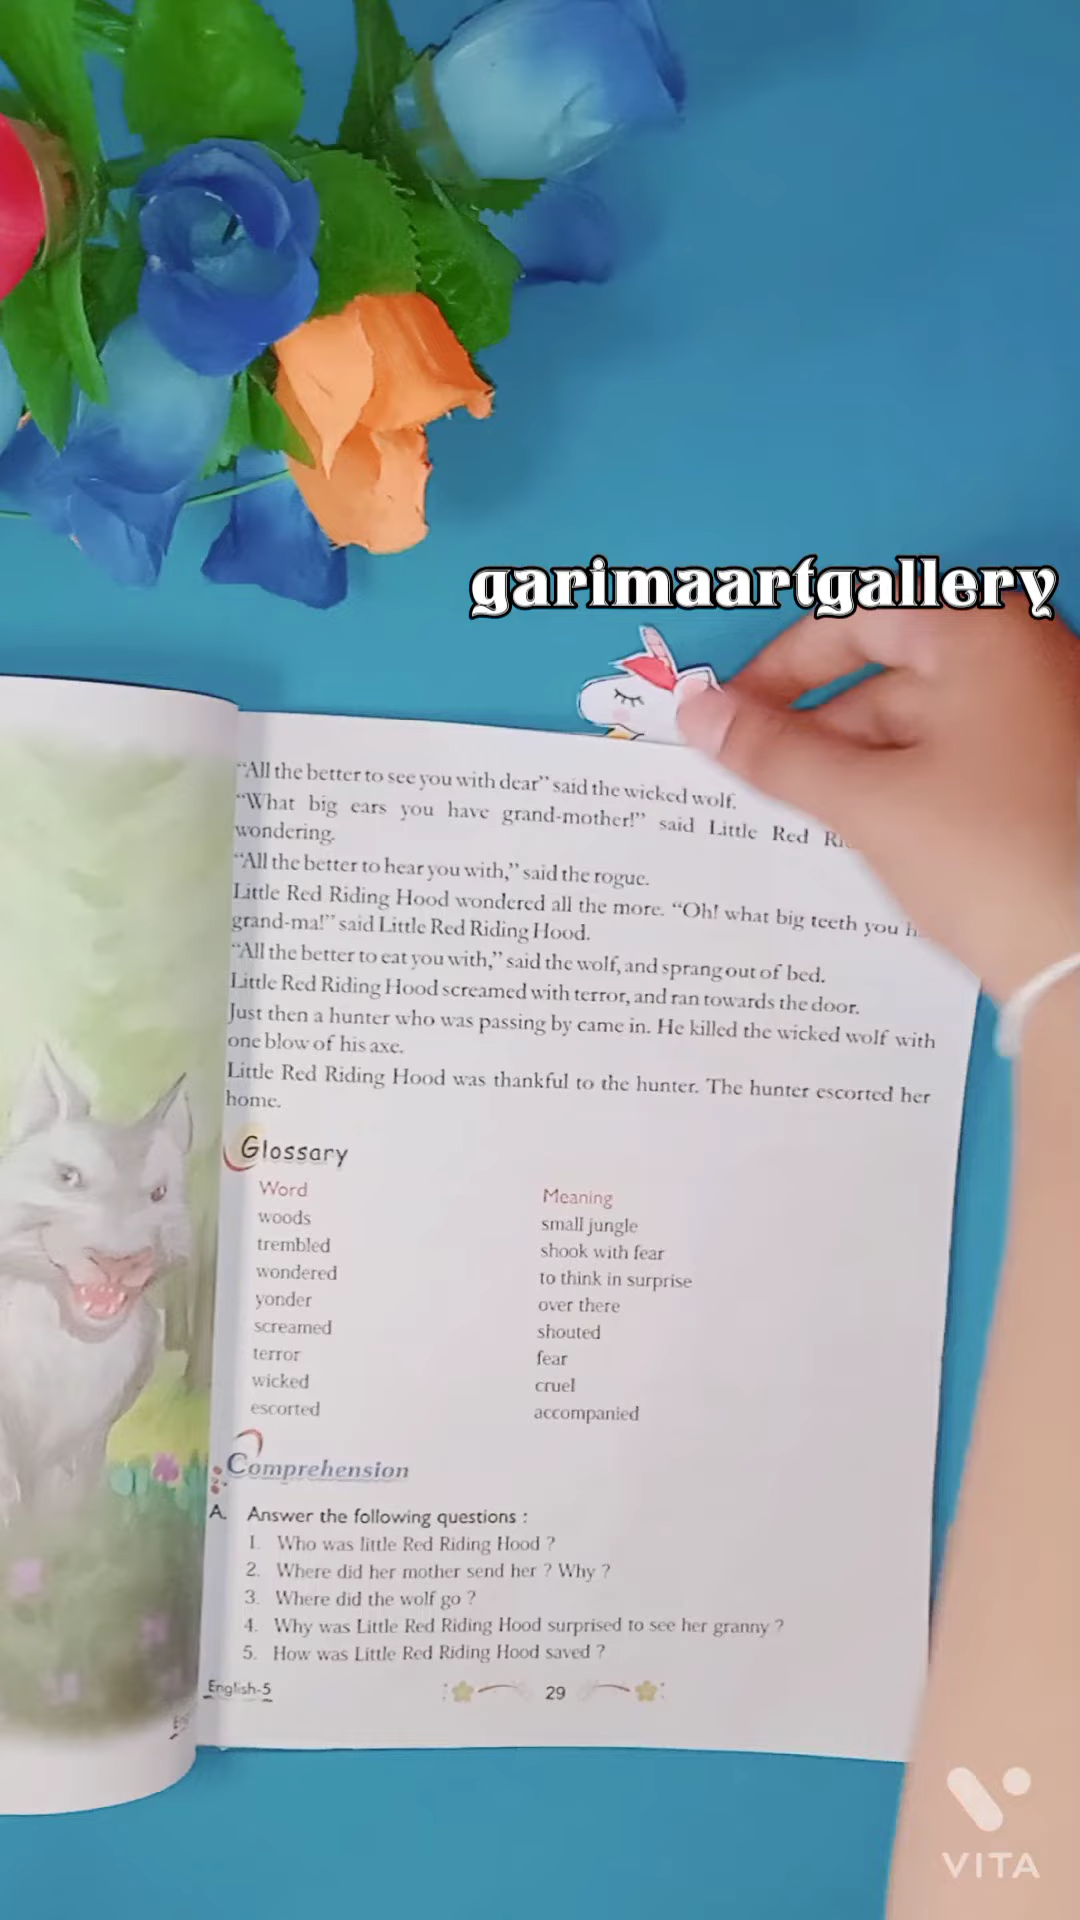 garimaartgallery
“All the better to see you with dear” said the wicked wolf.
“What big ears you have grand-mother!” said Little Red
wondering.
“All the better to hear you with,” said the rogue.
Little Red Riding Hood wondered all the more. “Oh! what big teeth you
grand-ma!” said Little Red Riding Hood.
“All the better to eat you with,” said the wolf, and sprang out of bed.
Little Red Riding Hood screamed with terror, and ran towards the door.
Just then a hunter who was passing by came in. He killed the wicked wolf with
one blow of his axe.
Little Red Riding Hood was thankful to the hunter. The hunter escorted her
home.
Glossary
Word Meaning
woods small jungle
trembled shook with fear
wondered to think in surprise
yonder over there
screamed shouted
terror fear
wicked cruel
escorted accompanied
Comprehension
A. Answer the following questions :
1. Who was little Red Riding Hood ?
2. Where did her mother send her ? Why ?
3. Where did the wolf go ?
4. Why was Little Red Riding Hood surprised to see her granny ?
5. How was Little Red Riding Hood saved ?
English-5 29
VITA